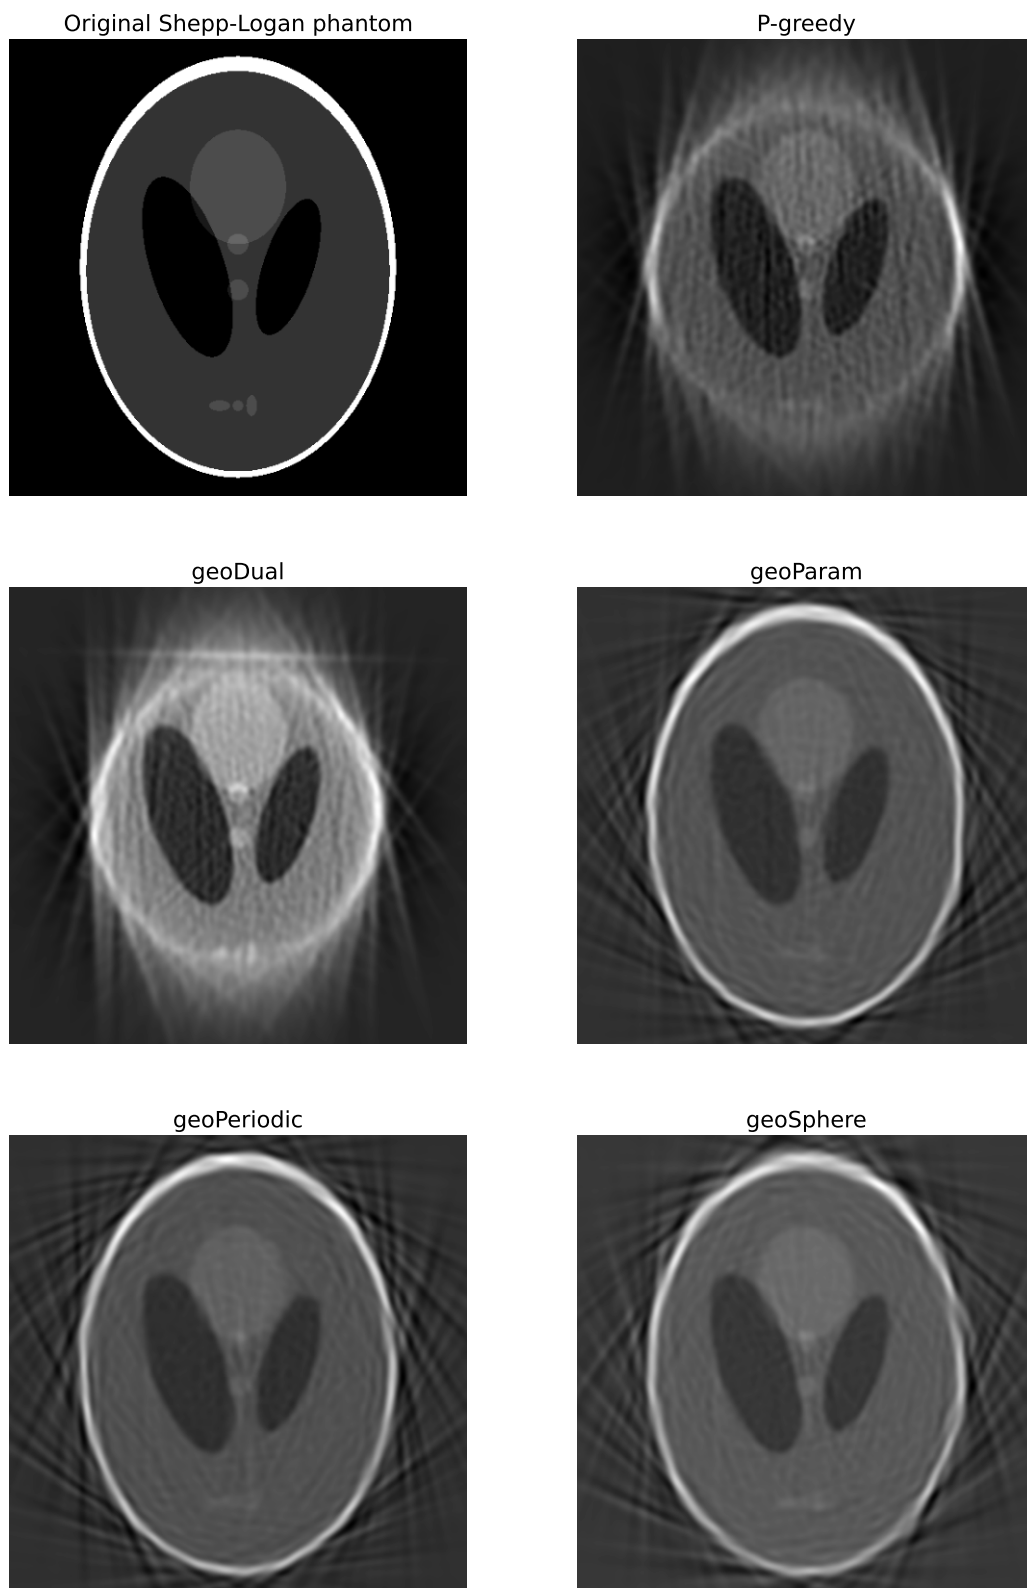 Original Shepp-Logan phantom
P-greedy
geoDual
geoParam
geoPeriodic
geoSphere